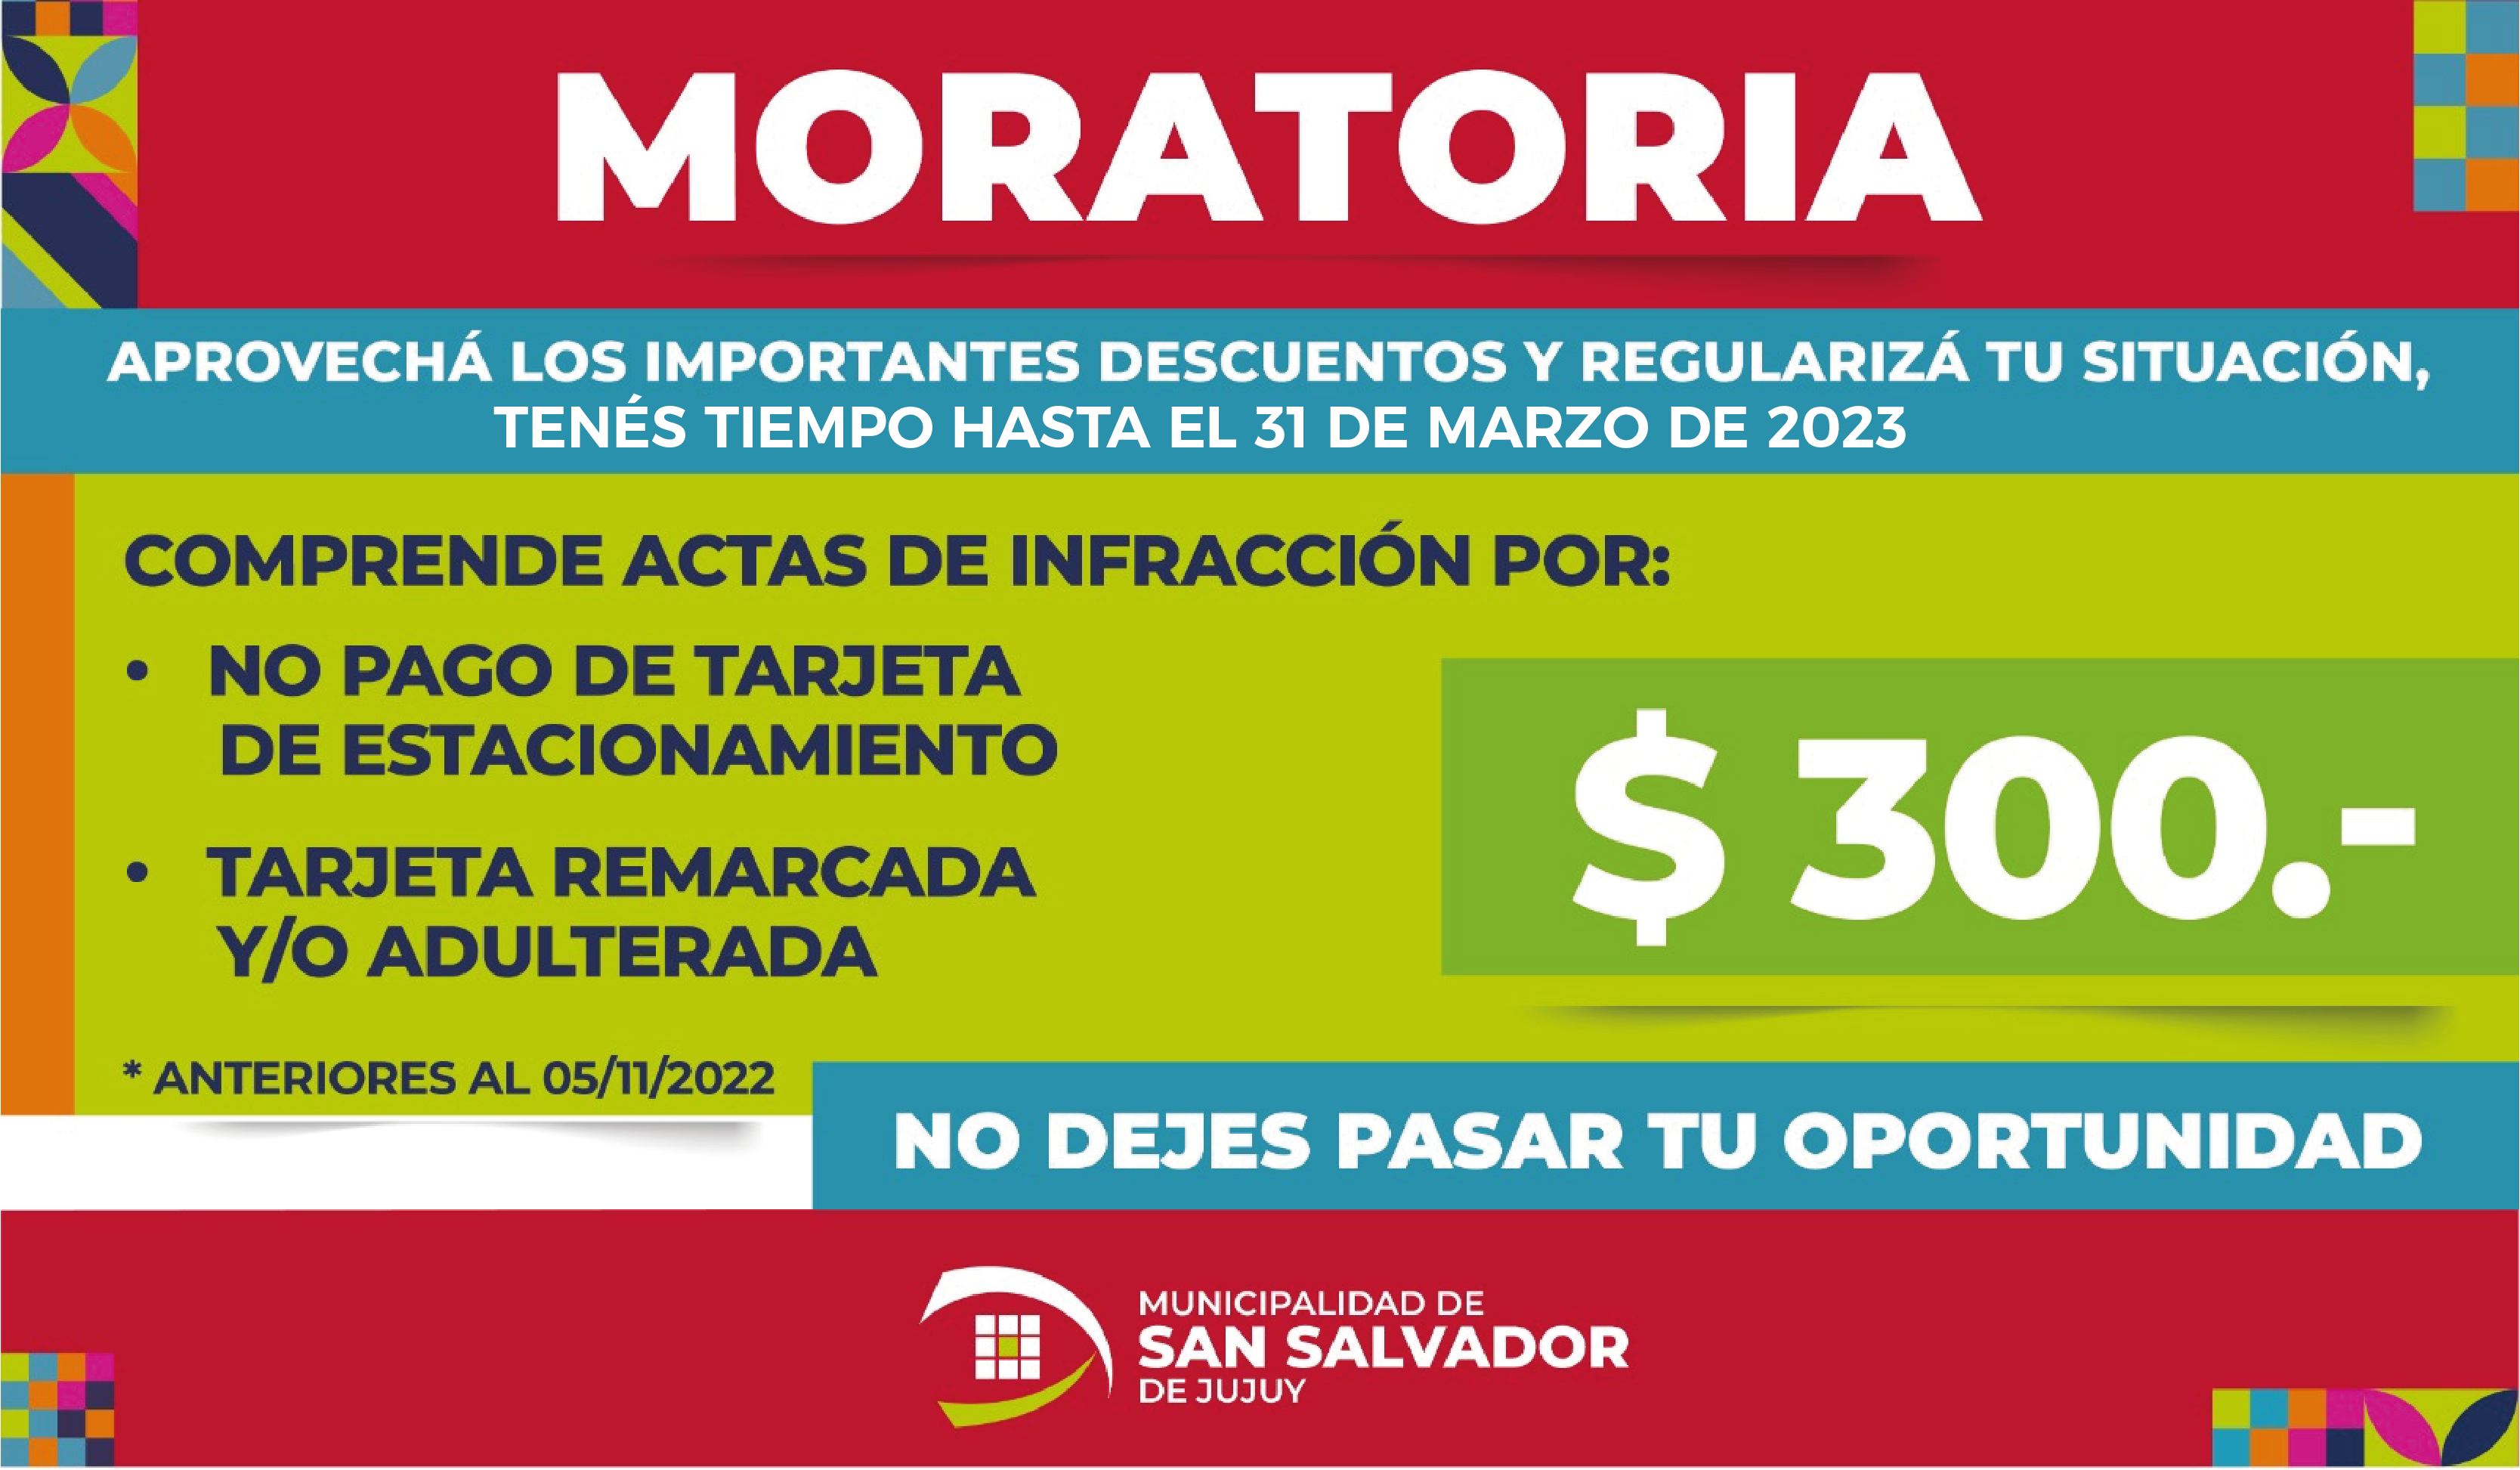 MORATORIA
APROVECHÁ LOS IMPORTANTES DESCUENTOS Y REGULARIZÁ TU SITUACIÓN,
TENÉS TIEMPO HASTA EL 31 DE MARZO DE 2023
COMPRENDE ACTAS DE INFRACCIÓN POR:
• NO PAGO DE TARJETA
DE ESTACIONAMIENTO
• TARJETA REMARCADA
Y/O ADULTERADA
$ 300.-
* ANTERIORES AL 05/11/2022
NO DEJES PASAR TU OPORTUNIDAD
MUNICIPALIDAD DE
SAN SALVADOR
DE JUJUY